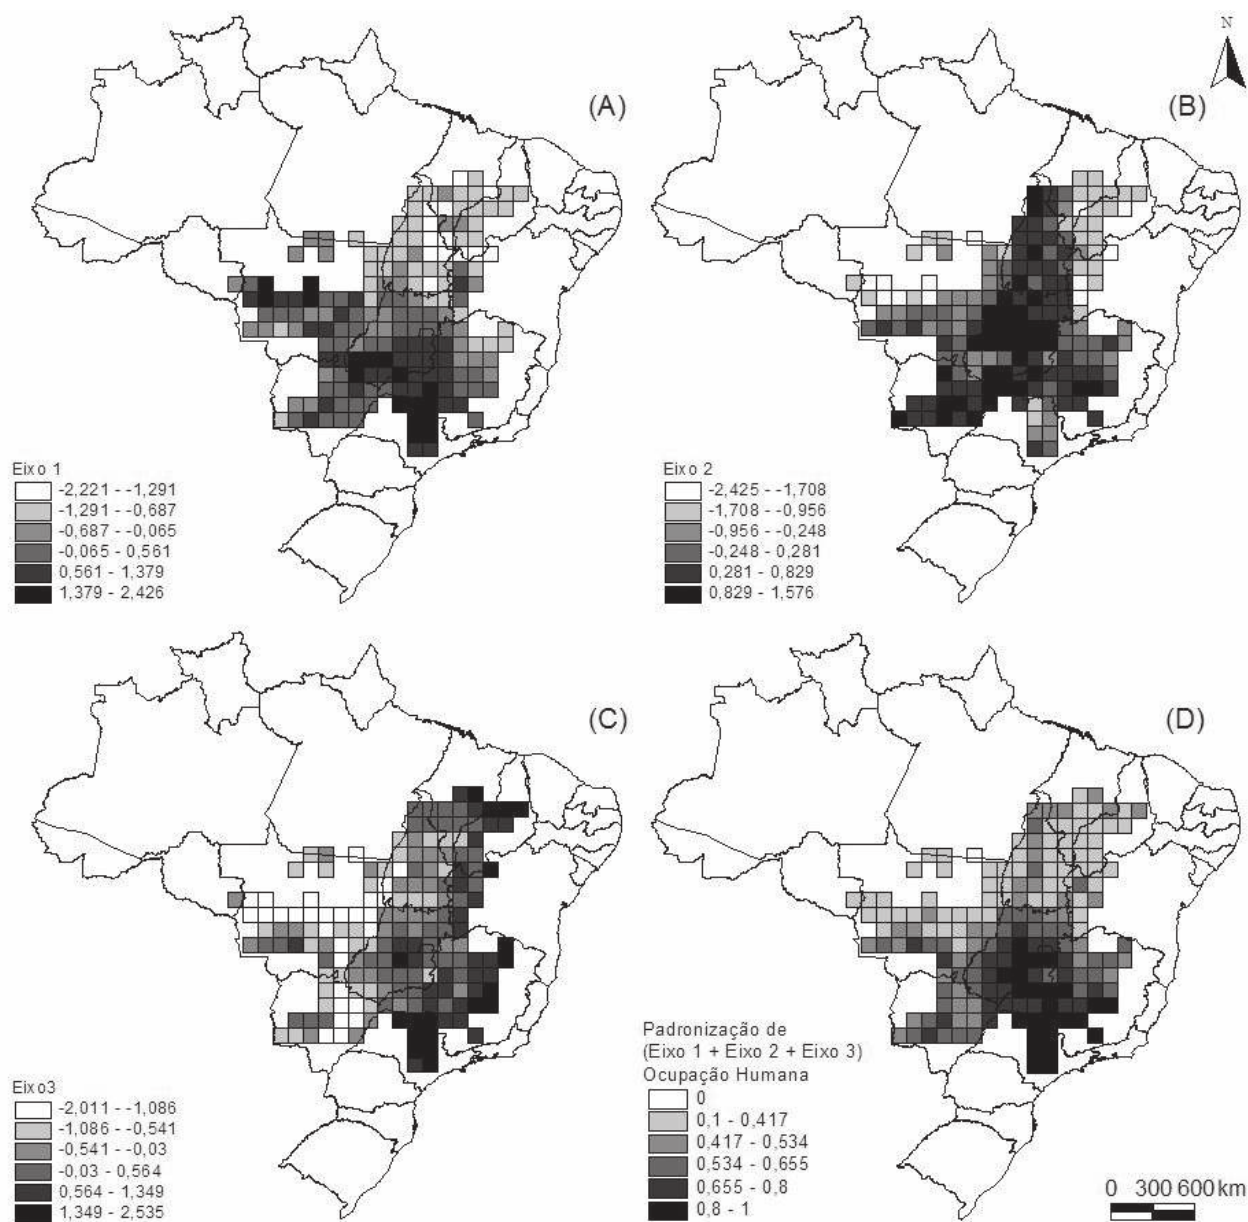 N
(A)
(B)
Eixo 1
-2,221 - -1,291
-1,291 - -0,687
-0,687 - -0,065
-0,065 - 0,561
0,561 - 1,379
1,379 - 2,426
Eixo 2
-2,425 - -1,708
-1,708 - -0,956
-0,956 - -0,248
-0,248 - 0,281
0,281 - 0,829
0,829 - 1,576
(C)
(D)
Eixo3
-2,011 - -1,086
-1,086 - -0,541
-0,541 - -0,03
-0,03 - 0,564
0,564 - 1,349
1,349 - 2,535
Padronização de
(Eixo 1 + Eixo 2 + Eixo 3)
Ocupação Humana
0
0,1 - 0,417
0,417 - 0,534
0,534 - 0,655
0,655 - 0,8
0,8 - 1
0 300 600 km